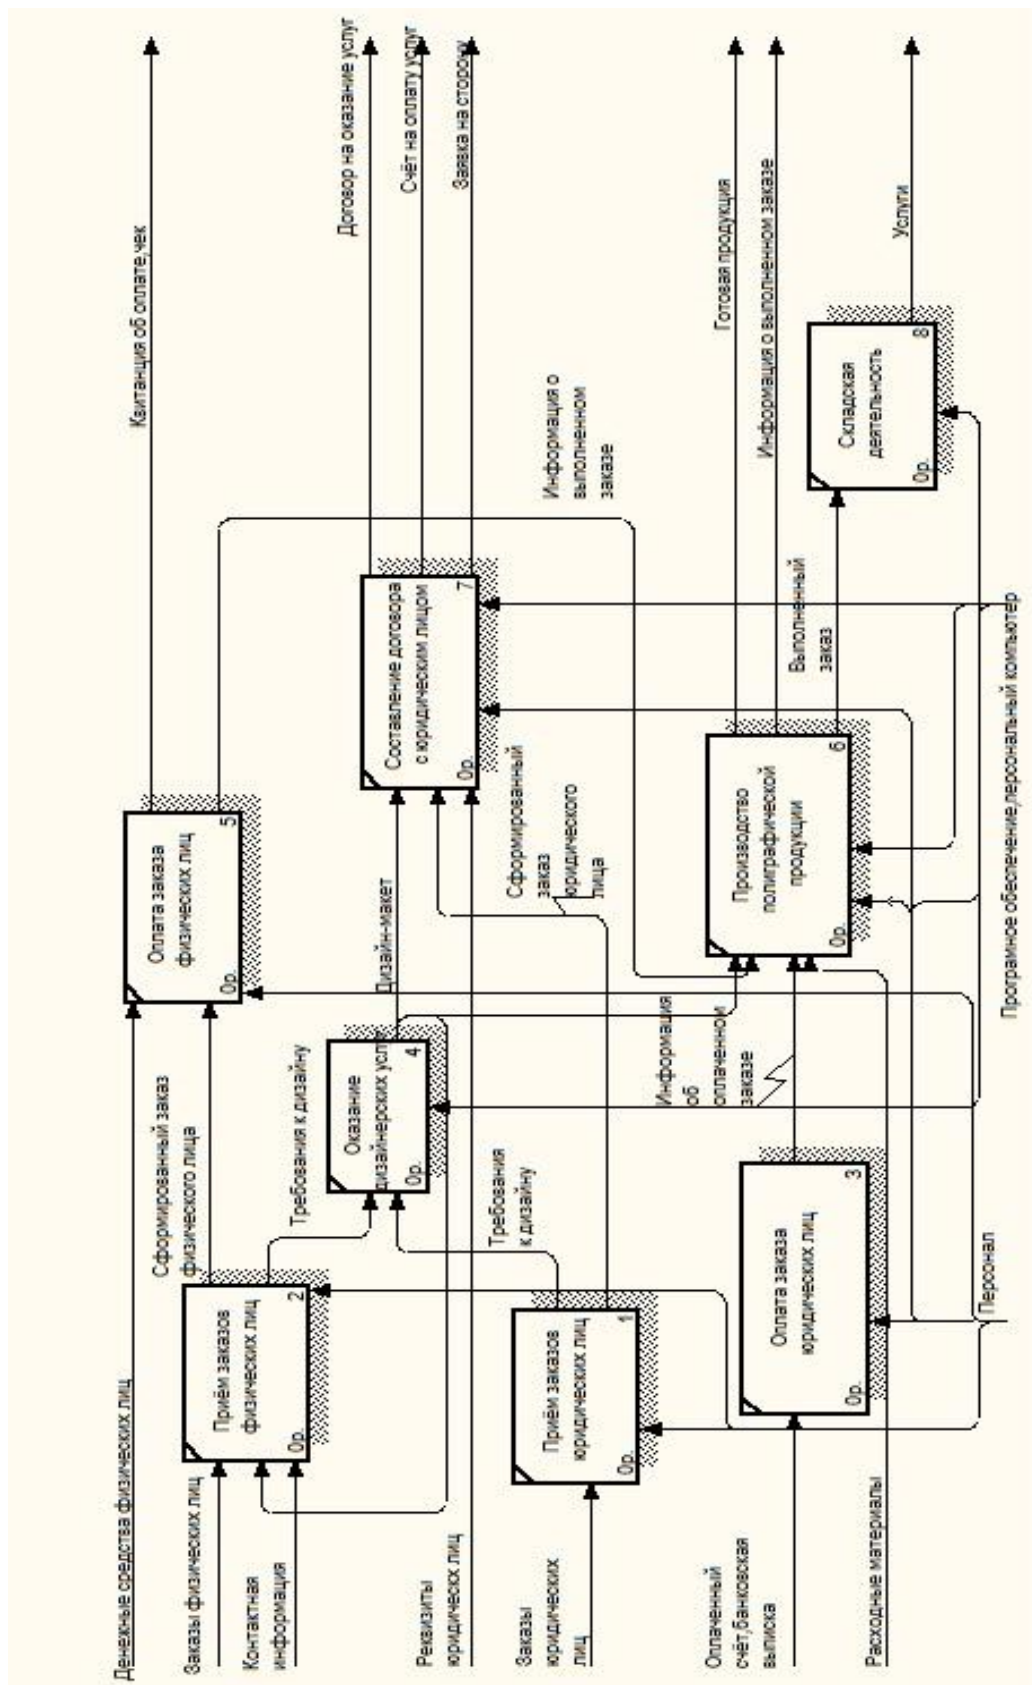 Квитанция об оплате,чек
Договор на оказание услуг
Счёт на оплату услуг
Заявка на сторону
Готовая продукция
Информация о выполненном заказе
Услуги
Денежные средства физических лиц
Заказы физических лиц
Контактная
информация
Реквизиты
юридическх лиц
Заказы
юридических
лиц
Оплаченный
счёт,банковская
выписка
Расходные материалы
Приём заказов
физических лиц
0р.
2
Сформированный заказ
физического лица
Требования к дизайну
Приём заказов
юридических лиц
0р.
1
Требования
к дизайну
Оплата заказа
юридических лиц
0р.
3
Оказание
дизайнерских услуг
0р.
4
Дизайн-макет
Оплата заказа
физических лиц
0р.
5
Информация
об
оплаченном
заказе
Сформированный
заказ
юридического
лица
Производство
полиграфической
продукции
0р.
6
Составление договора
с юридическим лицом
0р.
7
Информация о
выполненном
заказе
Выполненный
заказ
Складская
деятельность
0р.
8
Персонал
Програмное обеспечение,персональный компьютер